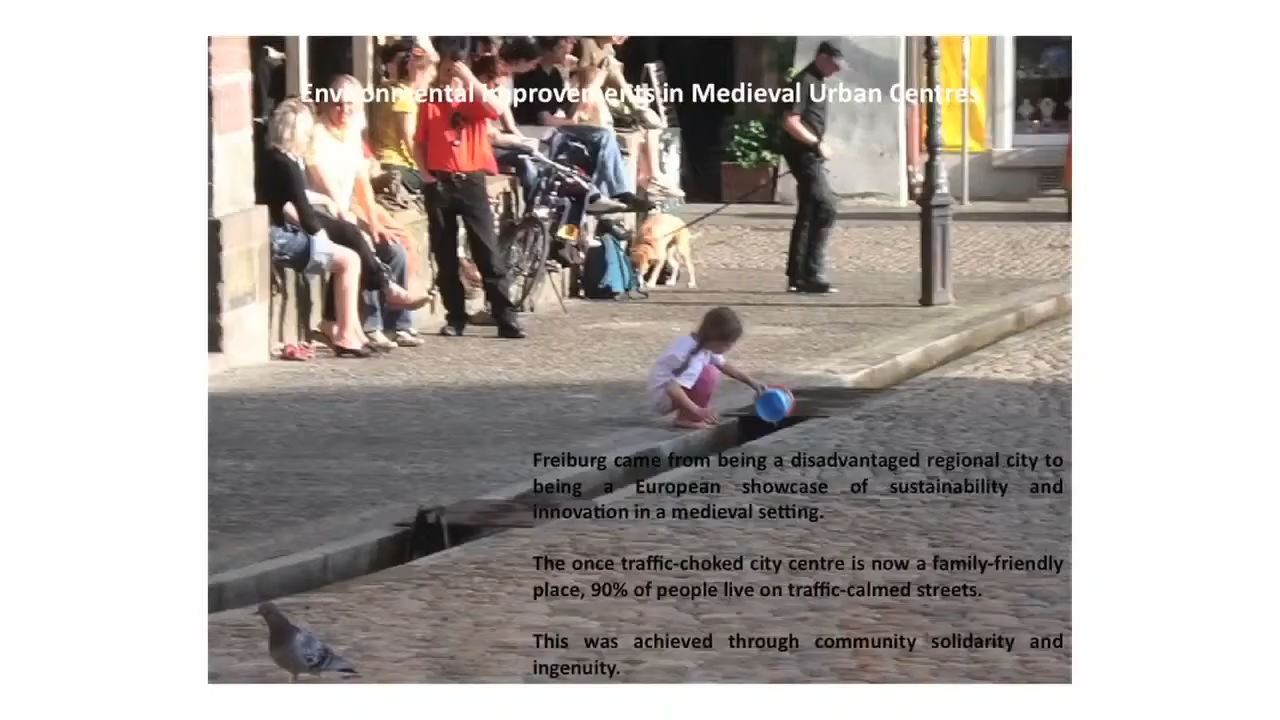 Environmental Improvements in Medieval Urban Centres
Freiburg came from being a disadvantaged regional city to
being a European showcase of sustainability and
innovation in a medieval setting.
The once traffic-choked city centre is now a family-friendly
place, 90% of people live on traffic-calmed streets.
This was achieved through community solidarity and
ingenuity.